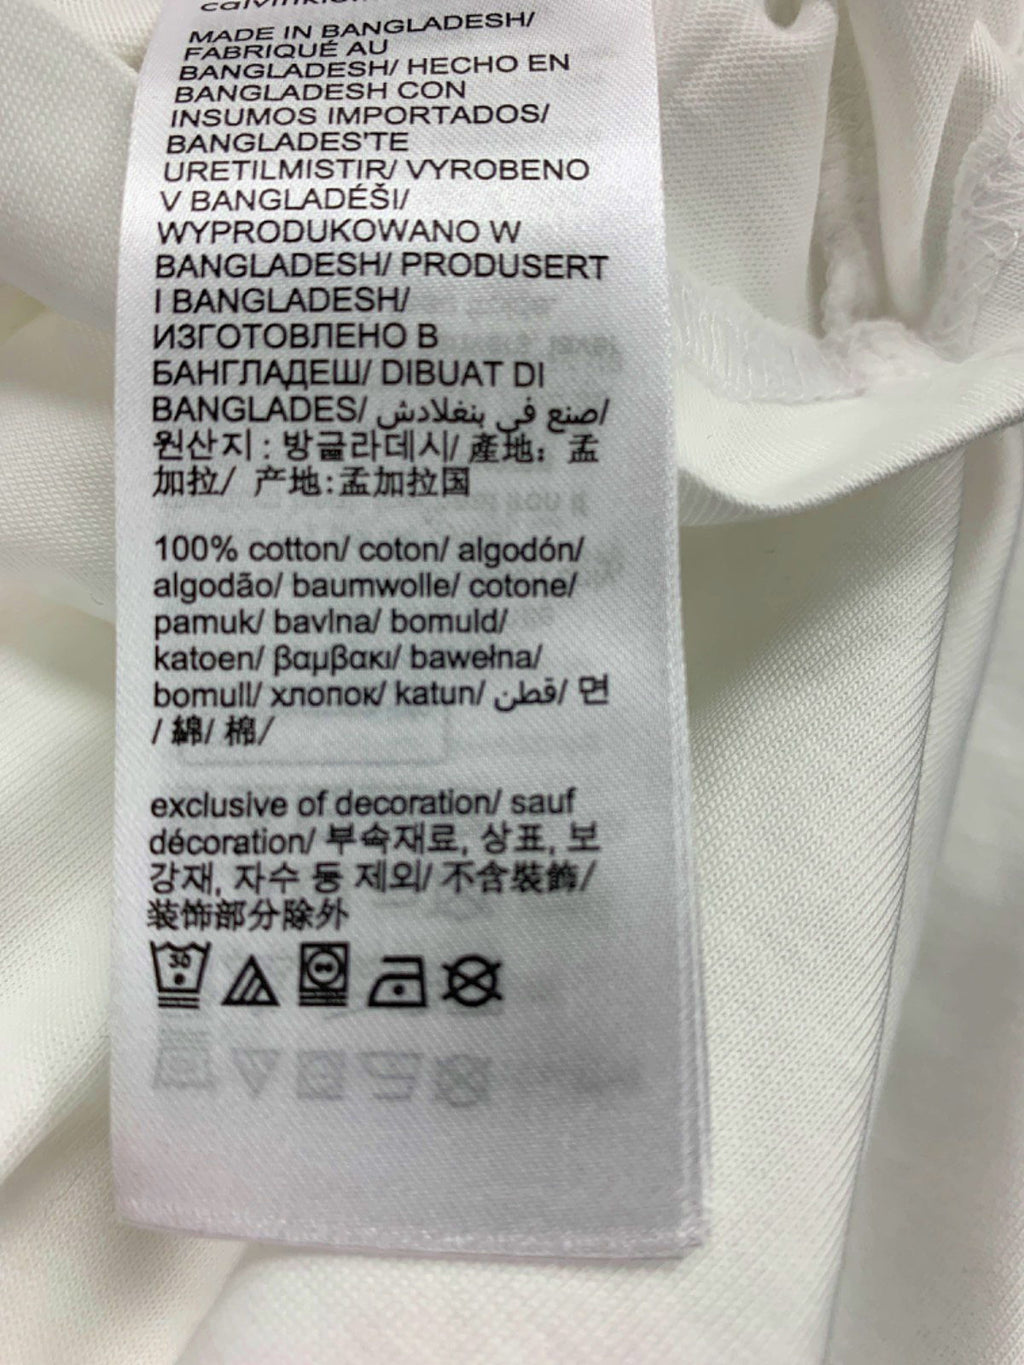 MADE IN BANGLADESH/
FABRIQUÉ AU
BANGLADESH/ HECHO EN
BANGLADESH CON
INSUMOS IMPORTADOS/
BANGLADES'TE
URETILMISTIR/ VYROBENO
V BANGLADÉŠI/
WYPRODUKOWANO W
BANGLADESH/ PRODUSERT
I BANGLADESH/
ИЗГОТОВЛЕНО В
БАНГЛАДЕШ/ DIBUAT DI
BANGLADES/ صنع في بنغلادش/
원산지 : 방글라데시/ 產地：孟
加拉/ 产地:孟加拉国
100% cotton/ coton/ algodón/
algodão/ baumwolle/ cotone/
pamuk/ bavlna/ bomuld/
katoen/ βαμβακι/ bawełna/
bomull/ хлопок/ katun/ قطن/ 면
/ 綿/ 棉/
exclusive of decoration/ sauf
décoration/ 부속재료, 상표, 보
강재, 자수 등 제외/ 不含裝飾/
装饰部分除外
30